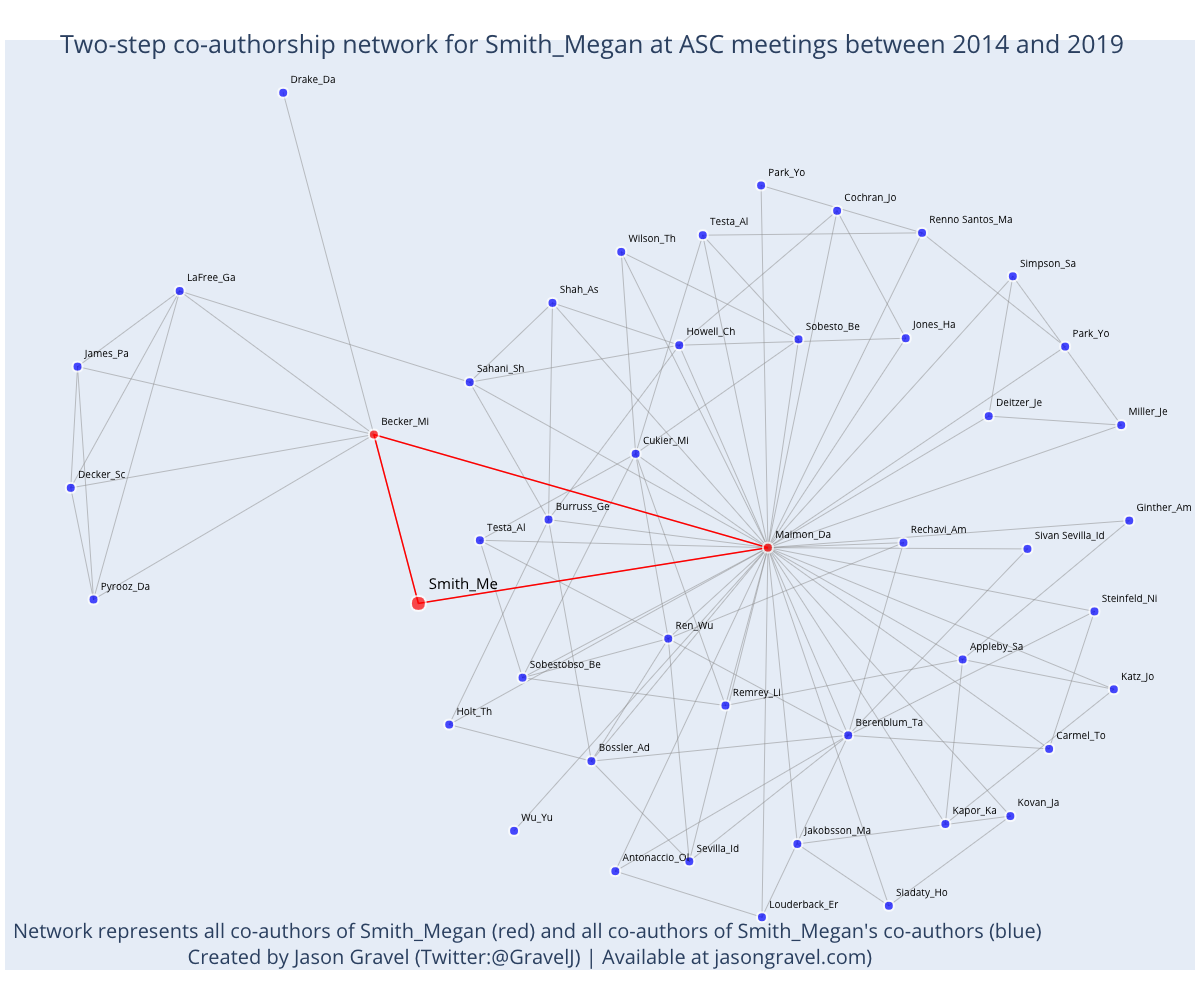 Two-step co-authorship network for Smith_Megan at ASC meetings between 2014 and 2019
Drake_Da
Park_Yo
Cochran_Jo
Testa_Al
Renno Santos_Ma
Wilson_Th
Simpson_Sa
LaFree_Ga
Shah_As
Howell_Ch
Sobesto_Be
Jones_Ha
Park_Yo
James_Pa
Sahani_Sh
Deitzer_Je
Miller_Je
Becker_Mi
Cukier_Mi
Decker_Sc
Burruss_Ge
Ginther_Am
Testa_Al
Maimon_Da
Rechavi_Am
Sivan Sevilla_Id
Pyrooz_Da
Smith_Me
Steinfeld_Ni
Ren_Wu
Appleby_Sa
Sobestobso_Be
Katz_Jo
Remrey_Li
Holt_Th
Berenblum_Ta
Carmel_To
Bossler_Ad
Wu_Yu
Kapor_Ka
Kovan_Ja
Jakobsson_Ma
Antonaccio_Ol
Sevilla_Id
Siadaty_Ho
Louderback_Er
Network represents all co-authors of Smith_Megan (red) and all co-authors of Smith_Megan's co-authors (blue)
Created by Jason Gravel (Twitter:@GravelJ) | Available at jasongravel.com)